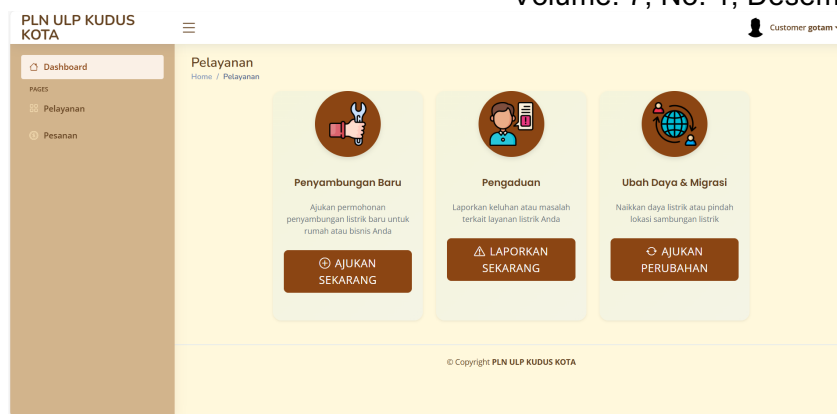 Volume. 7, No. 1, Desem
PLN ULP KUDUS
KOTA
Customer gotam
Dashboard
PAGES
Pelayanan
Pesanan
Pelayanan
Home / Pelayanan
Penyambungan Baru
Ajukan permohonan
penyambungan listrik baru untuk
rumah atau bisnis Anda
AJUKAN
SEKARANG
Pengaduan
Laporkan keluhan atau masalah
terkait layanan listrik Anda
LAPORKAN
SEKARANG
Ubah Daya & Migrasi
Naikkan daya listrik atau pindah
lokasi sambungan listrik
AJUKAN
PERUBAHAN
© Copyright PLN ULP KUDUS KOTA